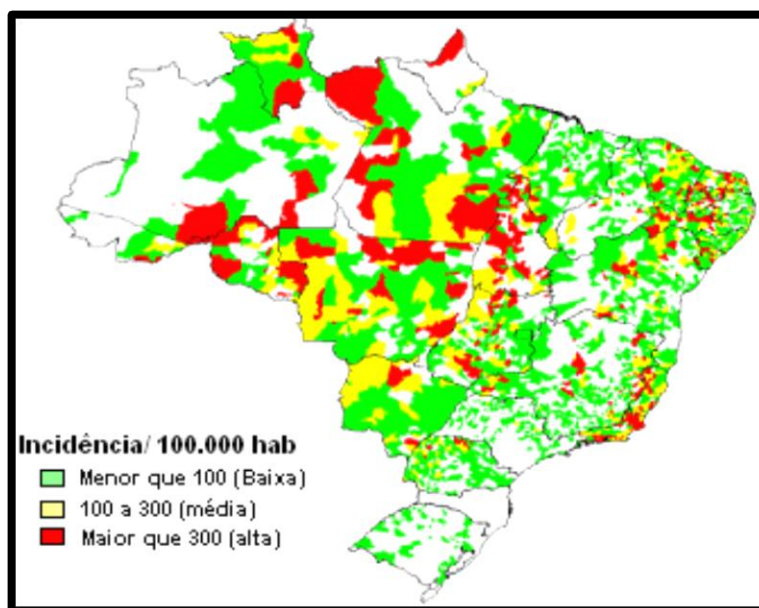 Incidência/ 100.000 hab
Menor que 100 (Baixa)
100 a 300 (média)
Maior que 300 (alta)